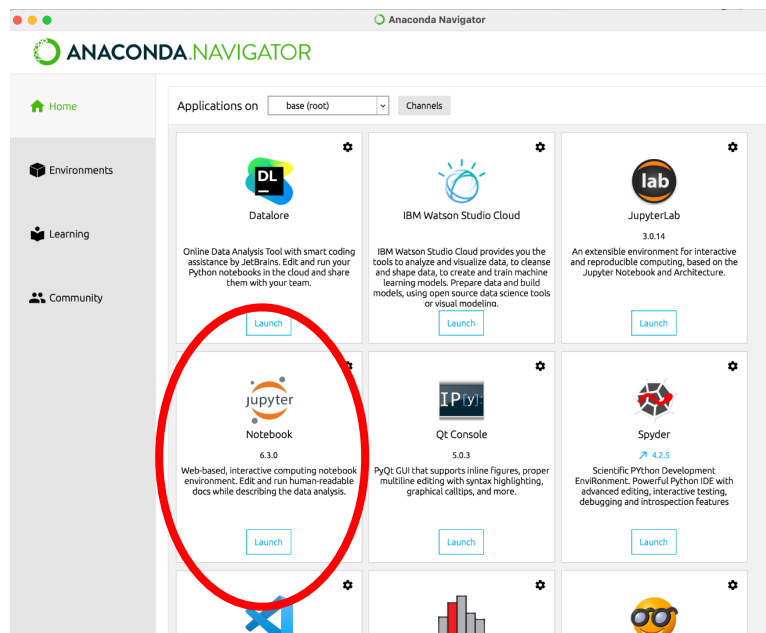 Anaconda Navigator
ANACONDA.NAVIGATOR
Home
Applications on
base (root)
Channels
Environments
Learning
Community
DL
Datalore
Online Data Analysis Tool with smart coding
assistance by JetBrains. Edit and run your
Python notebooks in the cloud and share
them with your team.
Launch
IBM Watson Studio Cloud
IBM Watson Studio Cloud provides you the
tools to analyze and visualize data, to cleanse
and shape data, to create and train machine
learning models. Prepare data and build
models, using open source data science tools
or visual modeling.
Launch
lab
JupyterLab
3.0.14
An extensible environment for interactive
and reproducible computing, based on the
Jupyter Notebook and Architecture.
Launch
jupyter
Notebook
6.3.0
Web-based, interactive computing notebook
environment. Edit and run human-readable
docs while describing the data analysis.
Launch
IP[y]:
Qt Console
5.0.3
PyQt GUI that supports inline figures, proper
multiline editing with syntax highlighting,
graphical calltips, and more.
Launch
Spyder
4.2.5
Scientific PYthon Development
EnviRonment. Powerful Python IDE with
advanced editing, interactive testing,
debugging and introspection features
Launch